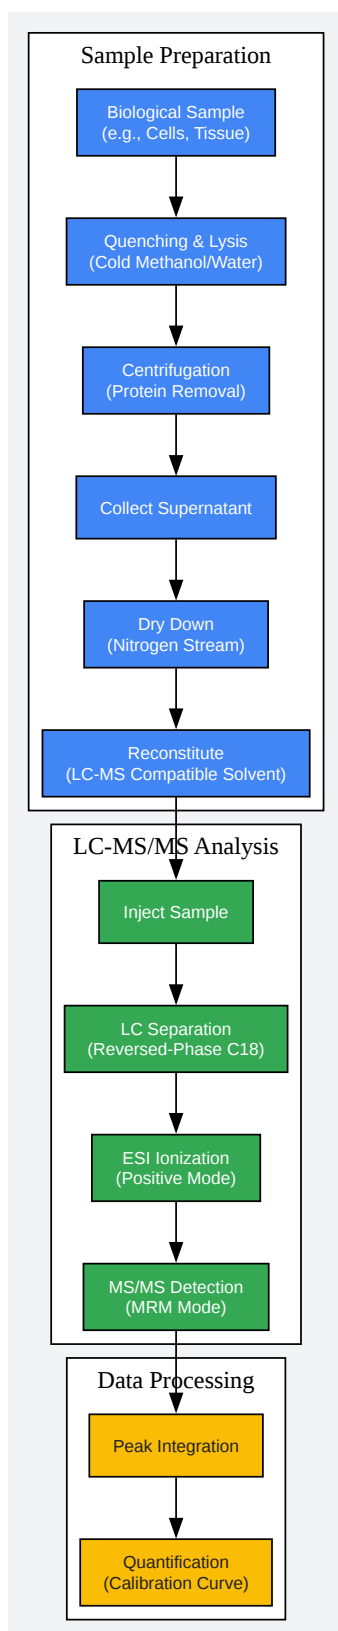 Sample Preparation
Biological Sample
(e.g., Cells, Tissue)
Quenching & Lysis
(Cold Methanol/Water)
Centrifugation
(Protein Removal)
Collect Supernatant
Dry Down
(Nitrogen Stream)
Reconstitute
(LC-MS Compatible Solvent)
LC-MS/MS Analysis
Inject Sample
LC Separation
(Reversed-Phase C18)
ESI Ionization
(Positive Mode)
MS/MS Detection
(MRM Mode)
Data Processing
Peak Integration
Quantification
(Calibration Curve)